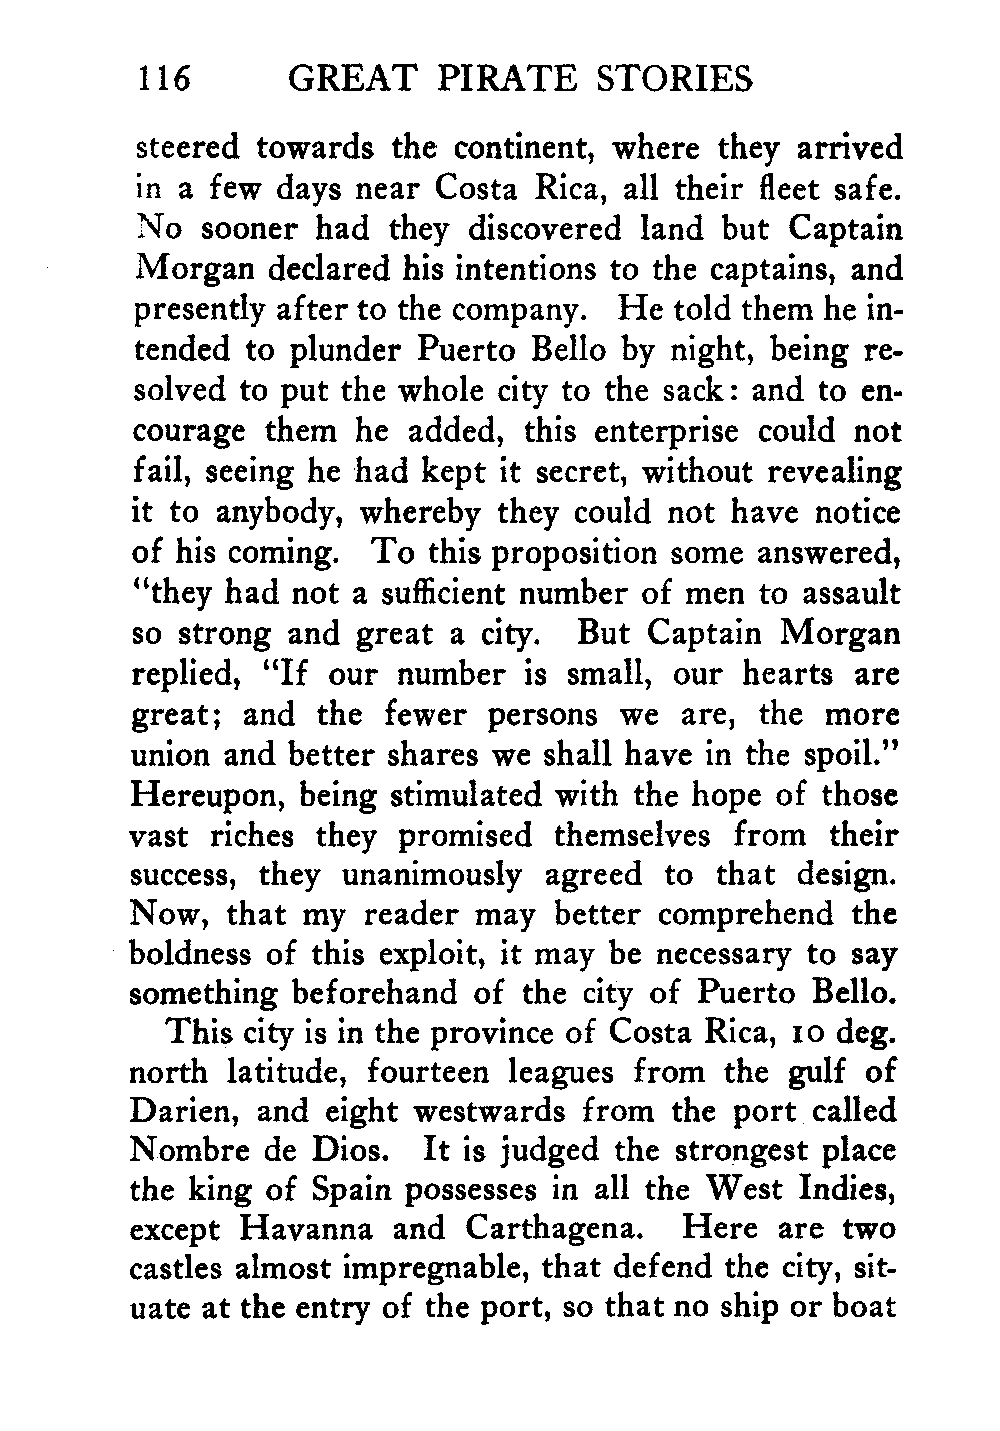 116 GREAT PIRATE STORIES
steered towards the continent, where they arrived
in a few days near Costa Rica, all their fleet safe.
No sooner had they discovered land but Captain
Morgan declared his intentions to the captains, and
presently after to the company. He told them he in-
tended to plunder Puerto Bello by night, being re-
solved to put the whole city to the sack: and to en-
courage them he added, this enterprise could not
fail, seeing he had kept it secret, without revealing
it to anybody, whereby they could not have notice
of his coming. To this proposition some answered,
“they had not a sufficient number of men to assault
so strong and great a city. But Captain Morgan
replied, “If our number is small, our hearts are
great; and the fewer persons we are, the more
union and better shares we shall have in the spoil.”
Hereupon, being stimulated with the hope of those
vast riches they promised themselves from their
success, they unanimously agreed to that design.
Now, that my reader may better comprehend the
boldness of this exploit, it may be necessary to say
something beforehand of the city of Puerto Bello.
This city is in the province of Costa Rica, 10 deg.
north latitude, fourteen leagues from the gulf of
Darien, and eight westwards from the port called
Nombre de Dios. It is judged the strongest place
the king of Spain possesses in all the West Indies,
except Havanna and Carthagena. Here are two
castles almost impregnable, that defend the city, sit-
uate at the entry of the port, so that no ship or boat